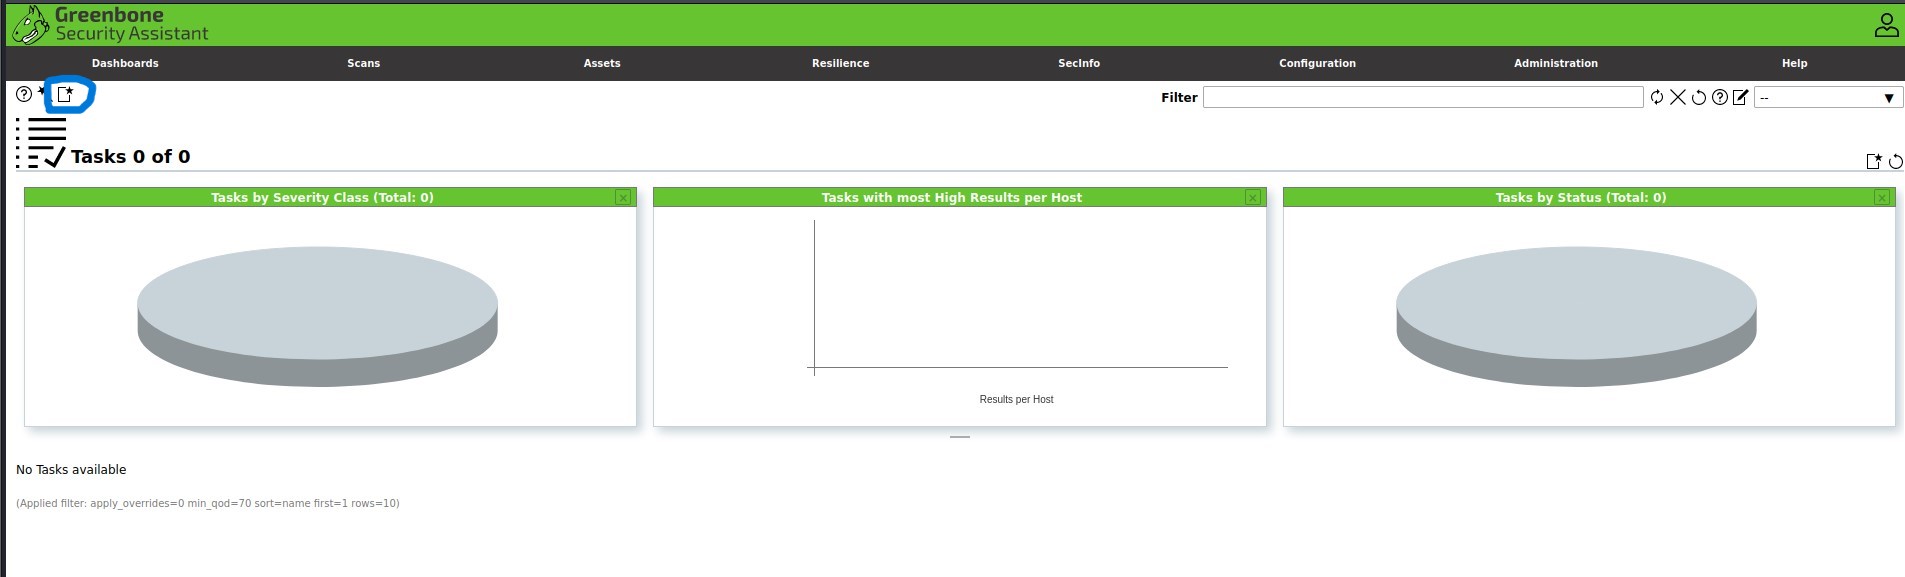 Greenbone
Security Assistant
Dashboards Scans Assets Resilience SecInfo Configuration Administration Help
Filter --
Tasks 0 of 0
Tasks by Severity Class (Total: 0)
Tasks with most High Results per Host
Tasks by Status (Total: 0)
Results per Host
No Tasks available
(Applied filter: apply_overrides=0 min_qod=70 sort=name first=1 rows=10)